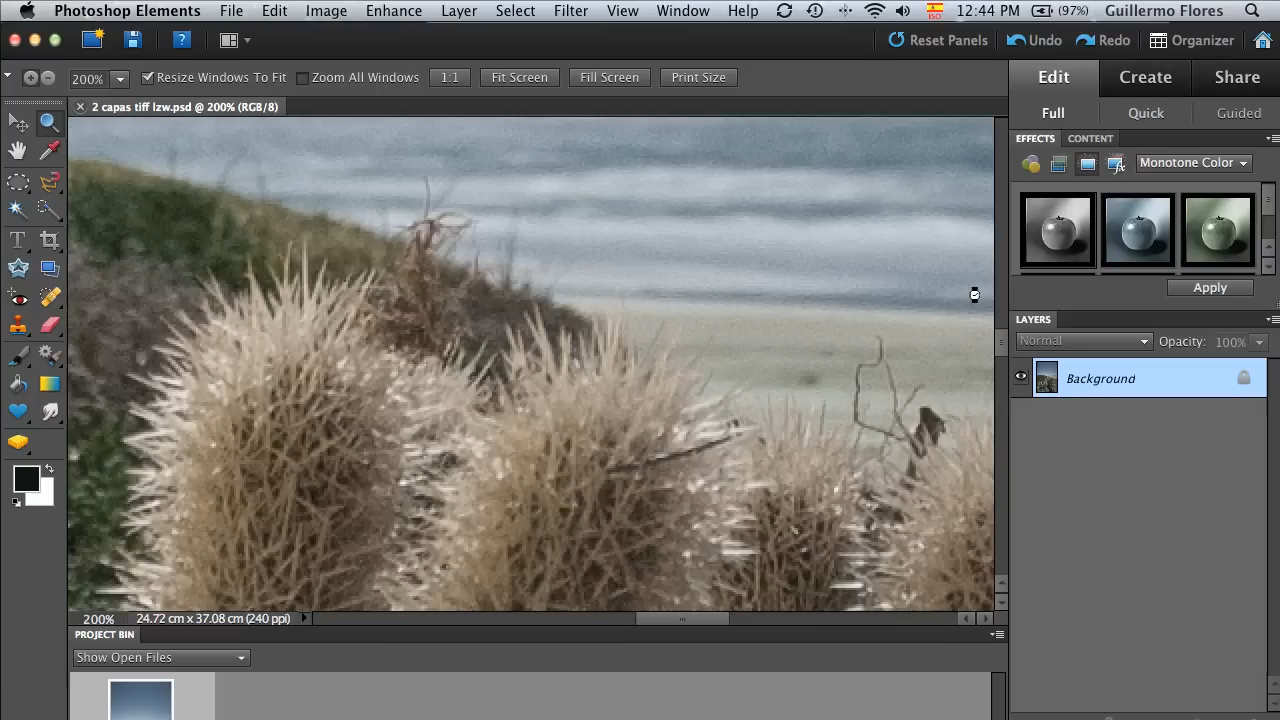 Photoshop Elements File Edit Image Enhance Layer Select Filter View Window Help ISO 12:44 PM (97%) Guillermo Flores
Reset Panels Undo Redo Organizer
200% Resize Windows To Fit Zoom All Windows 1:1 Fit Screen Fill Screen Print Size
Edit Create Share
2 capas tiff lzw.psd @ 200% (RGB/8)
Full Quick Guided
EFFECTS CONTENT
Monotone Color
Apply
LAYERS
Normal Opacity: 100%
Background
200% 24.72 cm x 37.08 cm (240 ppi)
PROJECT BIN
Show Open Files